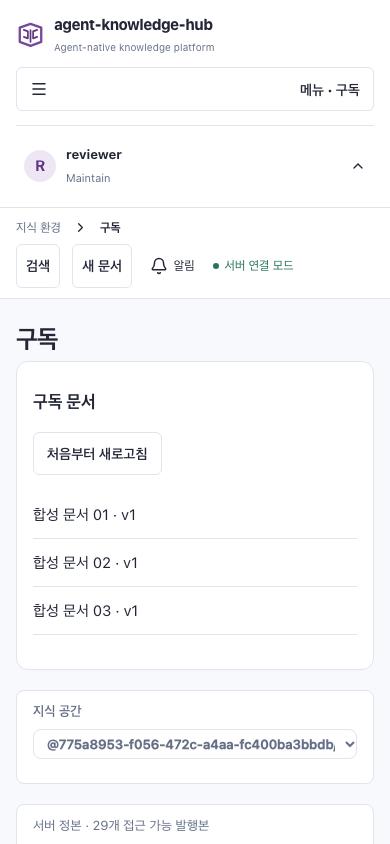 agent-knowledge-hub
Agent-native knowledge platform
메뉴 · 구독
R
reviewer
Maintain
지식 환경 > 구독
검색
새 문서
알림
서버 연결 모드
구독
구독 문서
처음부터 새로고침
합성 문서 01 · v1
합성 문서 02 · v1
합성 문서 03 · v1
지식 공간
@775a8953-f056-472c-a4aa-fc400ba3bbdb
서버 정본 · 29개 접근 가능 발행본